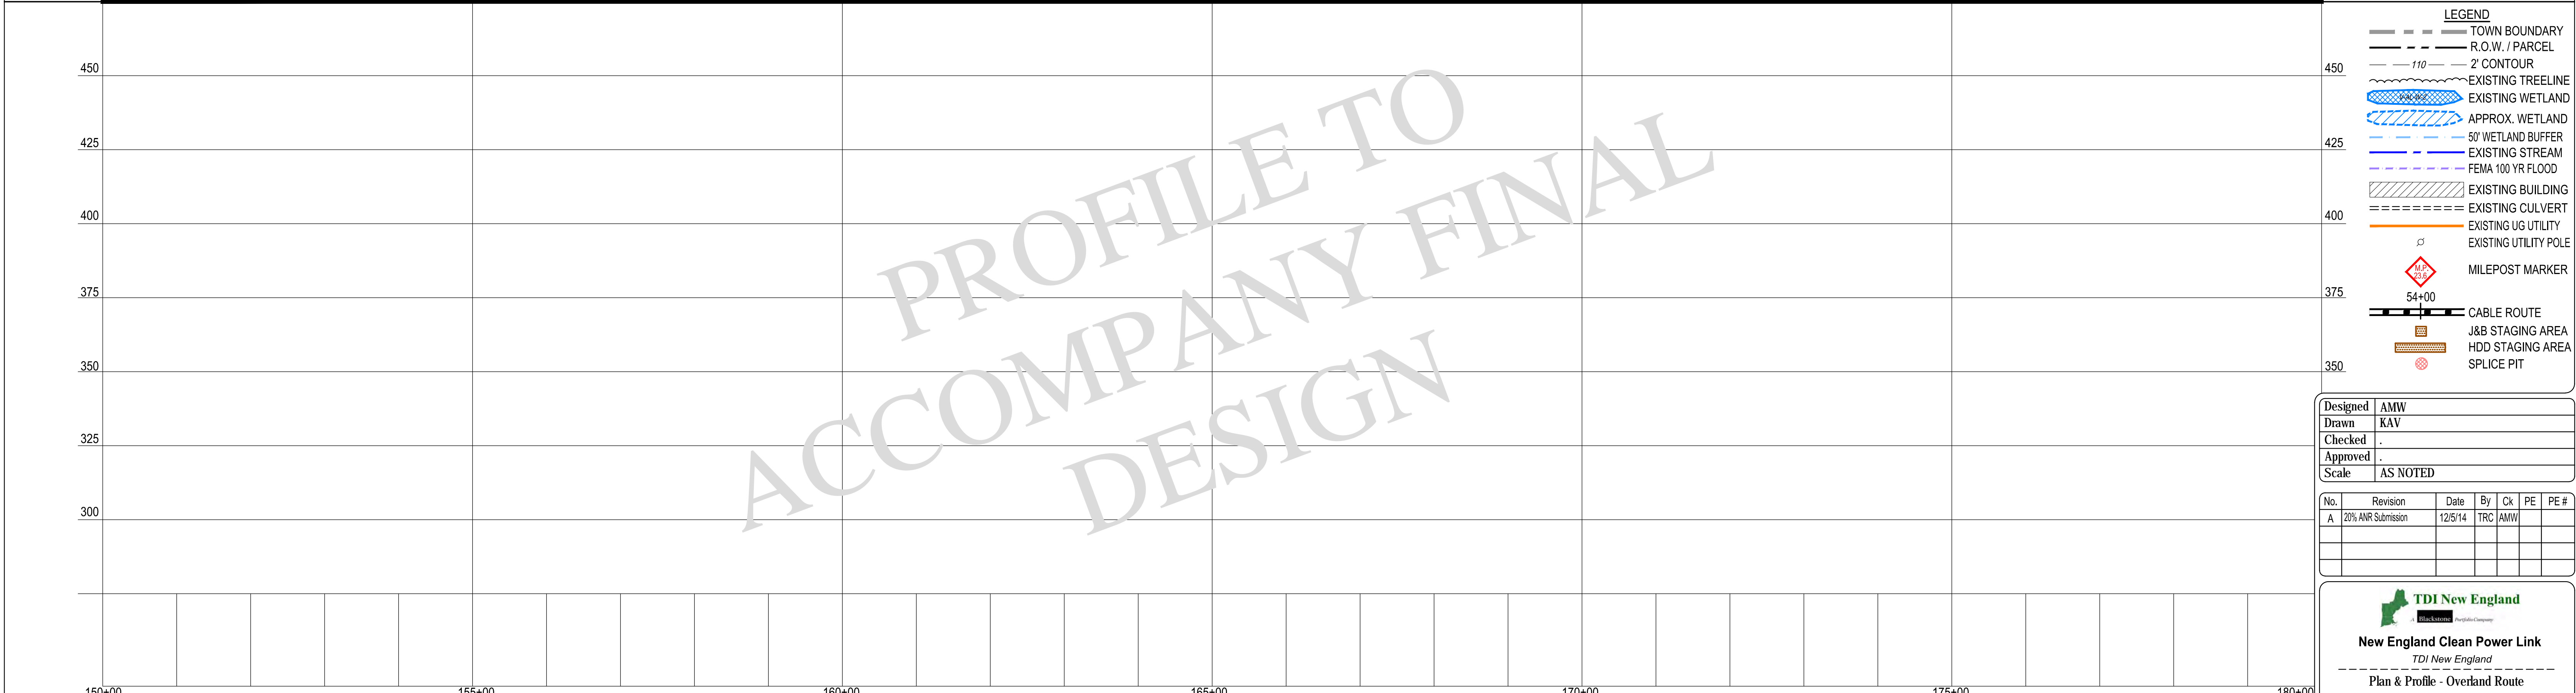 450
425
400
375
350
325
300
150+00
155+00
160+00
165+00
170+00
175+00
180+00
PROFILE TO
ACCOMPANY FINAL
DESIGN
450
425
400
375
350
LEGEND
TOWN BOUNDARY
R.O.W. / PARCEL
110
2' CONTOUR
EXISTING TREELINE
EXISTING WETLAND
APPROX. WETLAND
50' WETLAND BUFFER
EXISTING STREAM
FEMA 100 YR FLOOD
EXISTING BUILDING
EXISTING CULVERT
EXISTING UG UTILITY
EXISTING UTILITY POLE
M.P.
23.6
MILEPOST MARKER
54+00
CABLE ROUTE
J&B STAGING AREA
HDD STAGING AREA
SPLICE PIT
Designed AMW
Drawn KAV
Checked .
Approved .
Scale AS NOTED
No. Revision Date By Ck PE PE #
A 20% ANR Submission 12/5/14 TRC AMW
TDI New England
A Blackstone Portfolio Company
New England Clean Power Link
TDI New England
Plan & Profile - Overland Route